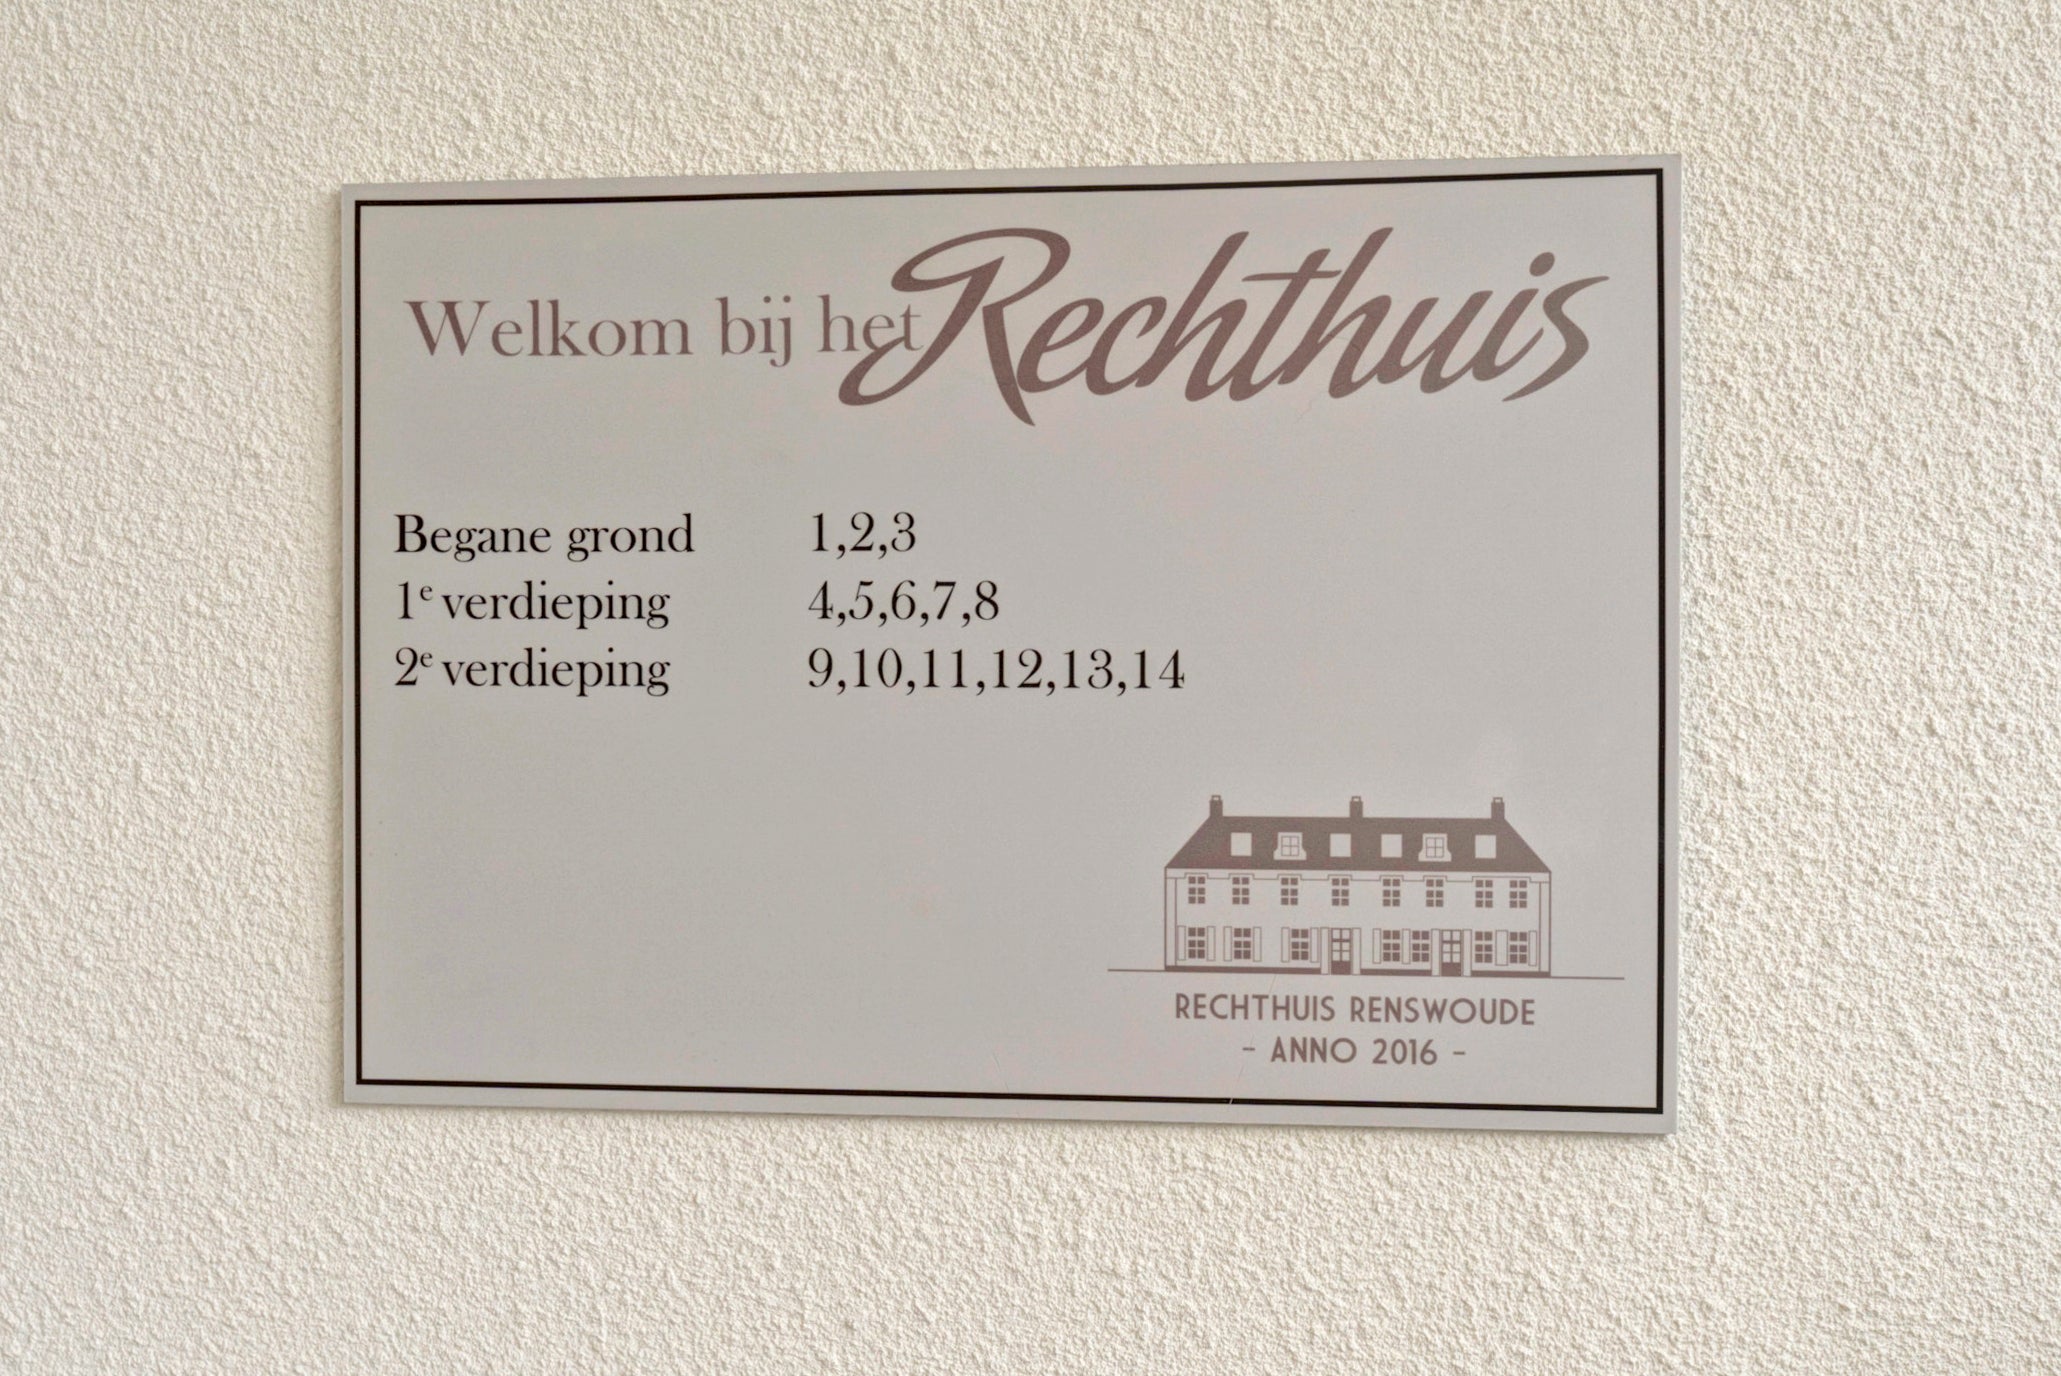 Welkom bij het Rechthuis
Begane grond 1,2,3
1e verdieping 4,5,6,7,8
2e verdieping 9,10,11,12,13,14
RECHTHUIS RENSWOUDE
- ANNO 2016 -